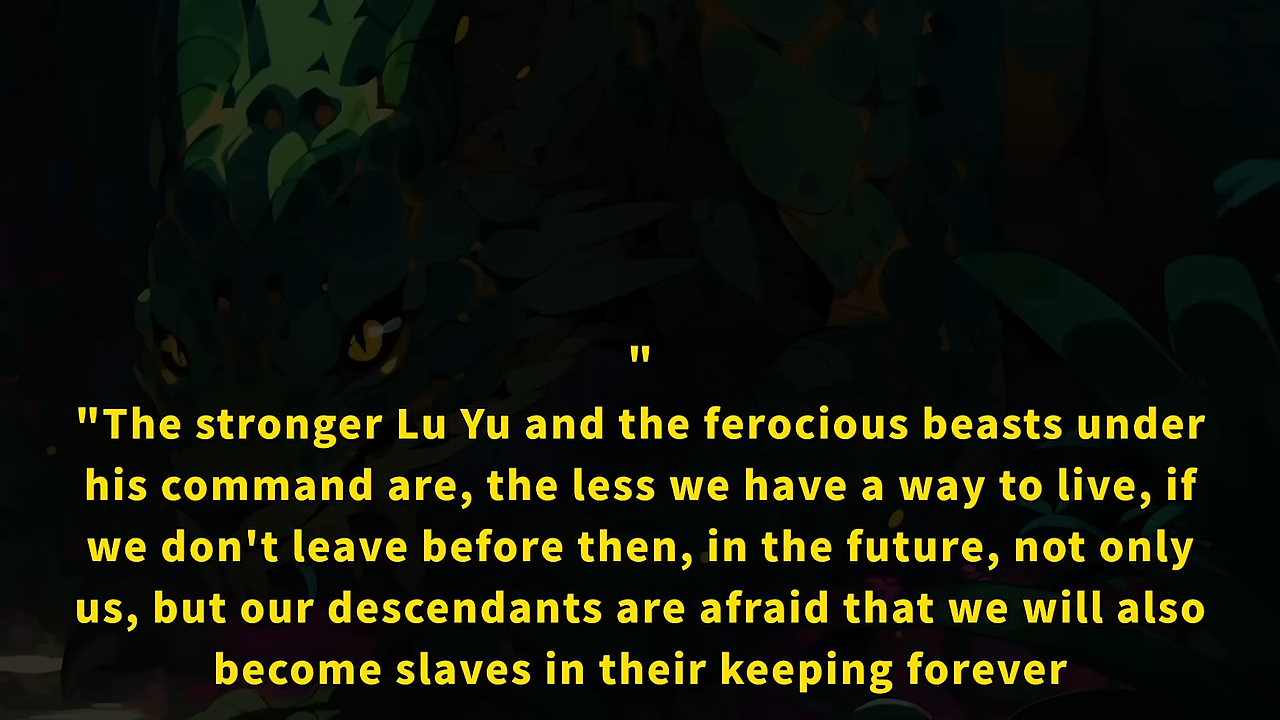 "
"The stronger Lu Yu and the ferocious beasts under
his command are, the less we have a way to live, if
we don't leave before then, in the future, not only
us, but our descendants are afraid that we will also
become slaves in their keeping forever